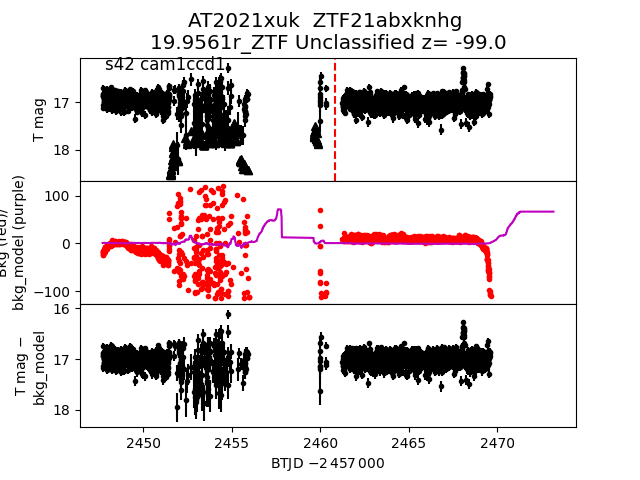 AT2021xuk  ZTF21abxknhg
19.9561r_ZTF Unclassified z= -99.0
s42 cam1ccd1
T mag
17
18
Bkg (red)/
bkg_model (purple)
100
0
−100
T mag −
bkg_model
16
17
18
2450
2455
2460
2465
2470
BTJD −2 457 000